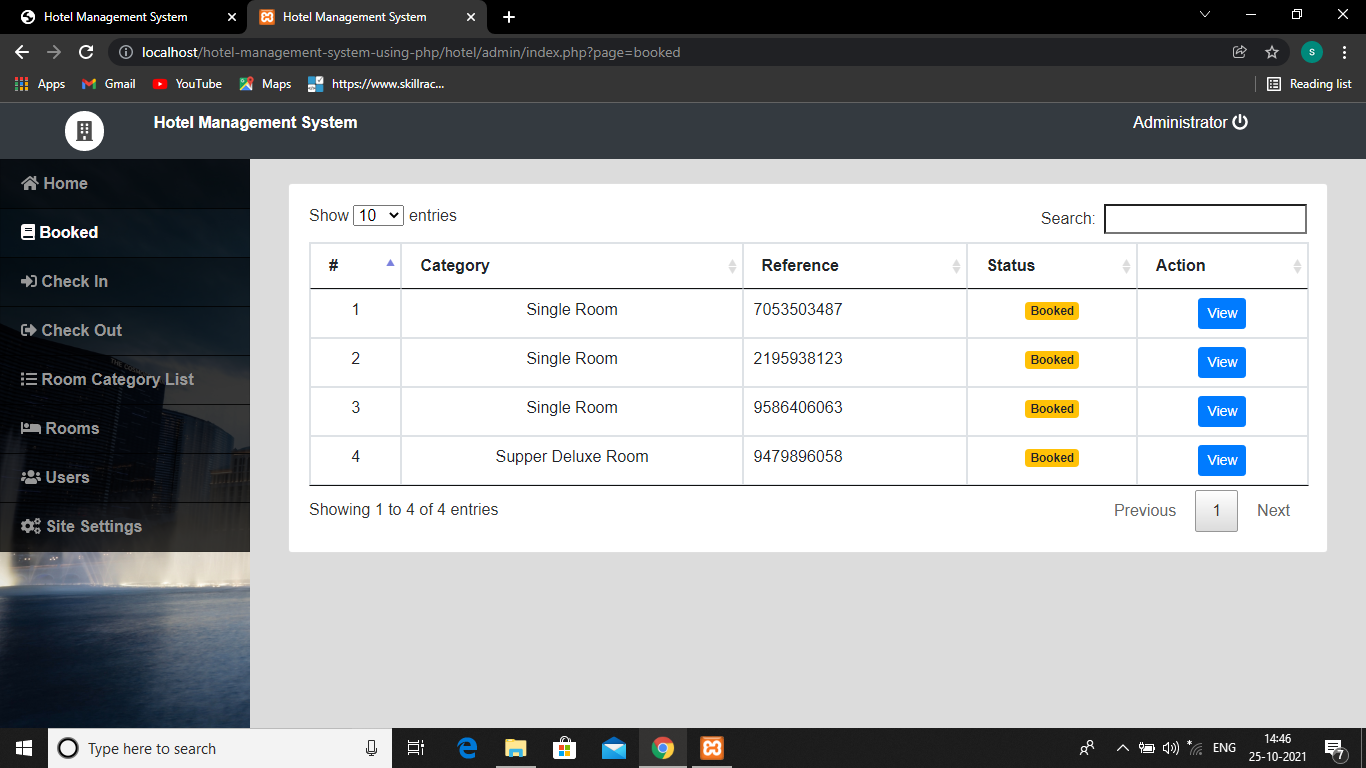 Hotel Management System
Hotel Management System
localhost/hotel-management-system-using-php/hotel/admin/index.php?page=booked
s
Apps Gmail YouTube Maps https://www.skillrac... Reading list
Hotel Management System Administrator
Home
Booked
Check In
Check Out
Room Category List
Rooms
Users
Site Settings
Show 10 entries Search:
# Category Reference Status Action
1 Single Room 7053503487 Booked View
2 Single Room 2195938123 Booked View
3 Single Room 9586406063 Booked View
4 Supper Deluxe Room 9479896058 Booked View
Showing 1 to 4 of 4 entries Previous 1 Next
Type here to search ENG 14:46
25-10-2021 7